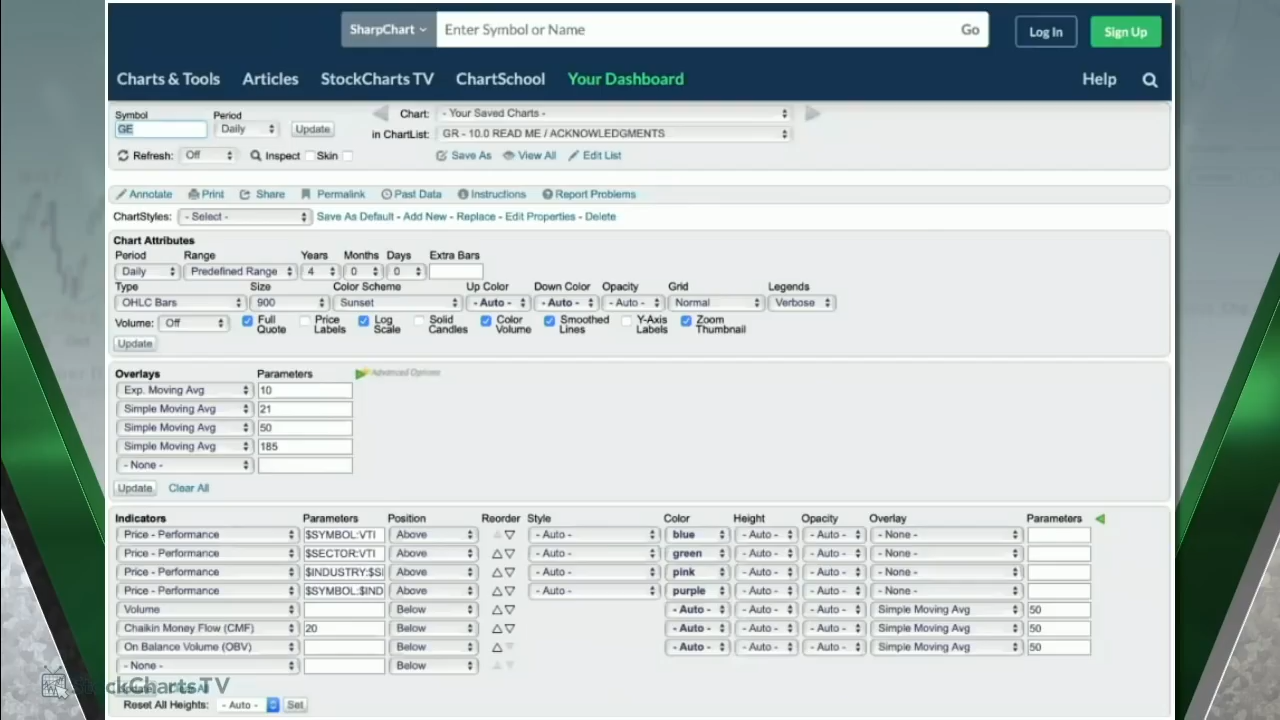 SharpChart Enter Symbol or Name Go Log In Sign Up
Charts & Tools Articles StockCharts TV ChartSchool Your Dashboard Help
Symbol Period Chart: - Your Saved Charts -
GE Daily Update in ChartList: GR - 10.0 READ ME / ACKNOWLEDGMENTS
Refresh: Off Inspect Skin Save As View All Edit List
Annotate Print Share Permalink Past Data Instructions Report Problems
ChartStyles: - Select - Save As Default - Add New - Replace - Edit Properties - Delete
Chart Attributes
Period Range Years Months Days Extra Bars
Daily Predefined Range 4 0 0
Type Size Color Scheme Up Color Down Color Opacity Grid Legends
OHLC Bars 900 Sunset - Auto - - Auto - - Auto - Normal Verbose
Volume: Off Full Quote Price Labels Log Scale Solid Candles Color Volume Smoothed Lines Y-Axis Labels Zoom Thumbnail
Update
Overlays Parameters Advanced Options
Exp. Moving Avg 10
Simple Moving Avg 21
Simple Moving Avg 50
Simple Moving Avg 185
- None -
Update Clear All
Indicators Parameters Position Reorder Style Color Height Opacity Overlay Parameters
Price - Performance $SYMBOL:VTI Above - Auto - blue - Auto - - Auto - - None -
Price - Performance $SECTOR:VTI Above - Auto - green - Auto - - Auto - - None -
Price - Performance $INDUSTRY:$SI Above - Auto - pink - Auto - - Auto - - None -
Price - Performance $SYMBOL:$IND Above - Auto - purple - Auto - - Auto - - None -
Volume Below - Auto - - Auto - - Auto - Simple Moving Avg 50
Chaikin Money Flow (CMF) 20 Below - Auto - - Auto - - Auto - Simple Moving Avg 50
On Balance Volume (OBV) Below - Auto - - Auto - - Auto - Simple Moving Avg 50
- None - Below
StockChartsTV
Reset All Heights: - Auto - Set